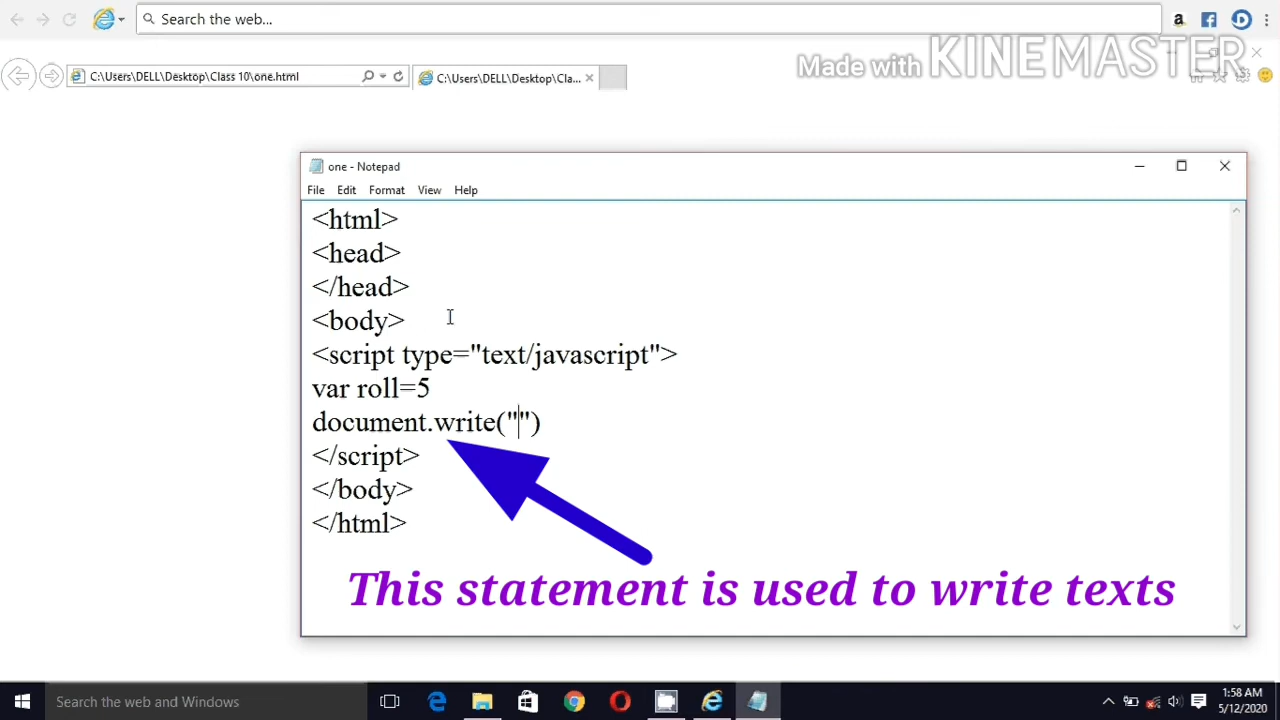 Search the web...
Made with KINEMASTER
C:\Users\DELL\Desktop\Class 10\one.html
C:\Users\DELL\Desktop\Cla...
one - Notepad
File Edit Format View Help
<html>
<head>
</head>
<body>
<script type="text/javascript">
var roll=5
document.write("")
</script>
</body>
</html>
This statement is used to write texts
Search the web and Windows
1:58 AM
5/12/2020